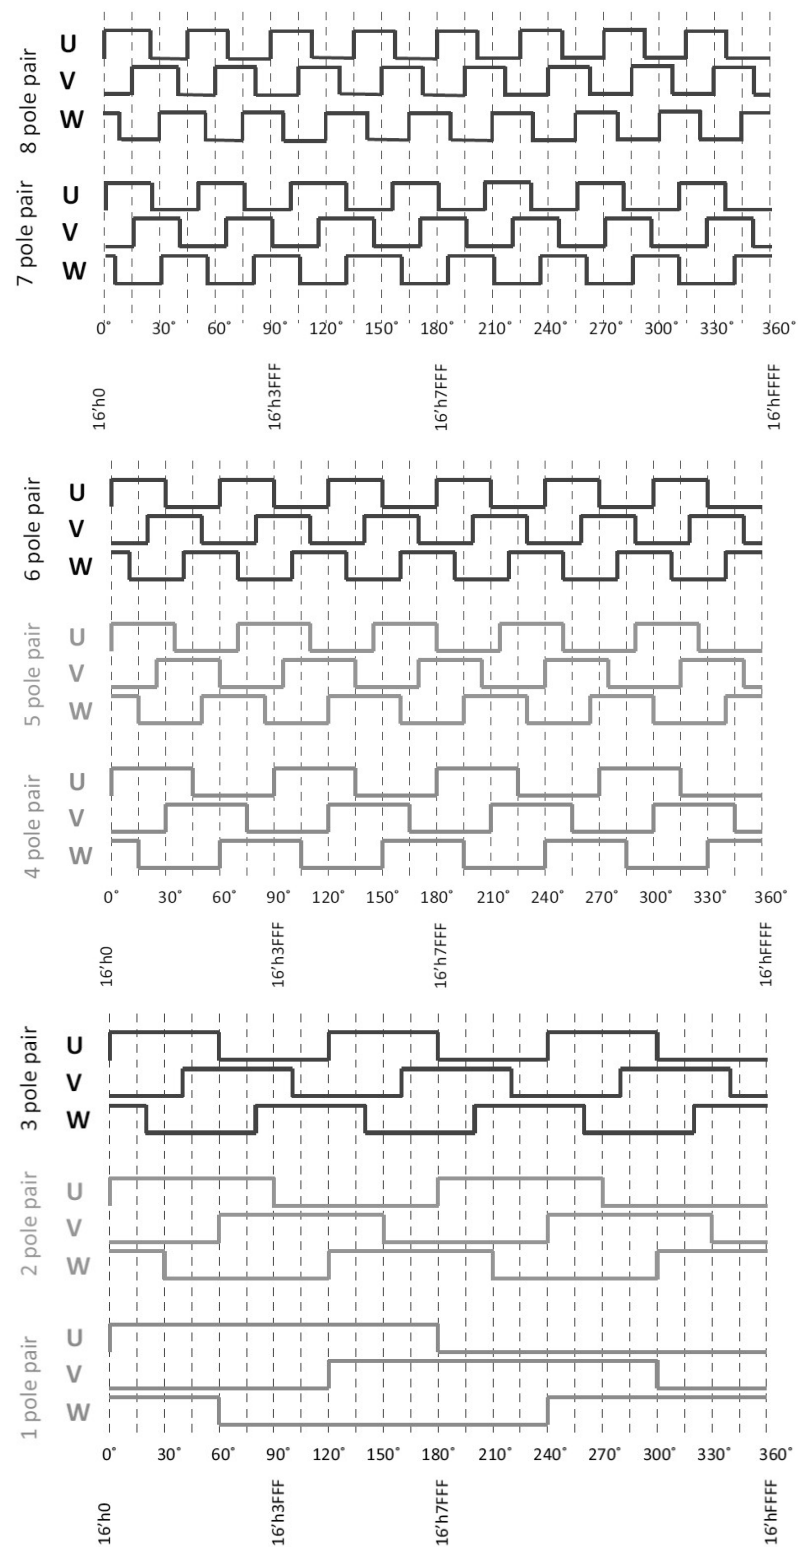 8 pole pair
U
V
W
7 pole pair
U
V
W
0° 30° 60° 90° 120° 150° 180° 210° 240° 270° 300° 330° 360°
16'h0 16'h3FFF 16'h7FFF 16'hFFFF
6 pole pair
U
V
W
5 pole pair
U
V
W
4 pole pair
U
V
W
0° 30° 60° 90° 120° 150° 180° 210° 240° 270° 300° 330° 360°
16'h0 16'h3FFF 16'h7FFF 16'hFFFF
3 pole pair
U
V
W
2 pole pair
U
V
W
1 pole pair
U
V
W
0° 30° 60° 90° 120° 150° 180° 210° 240° 270° 300° 330° 360°
16'h0 16'h3FFF 16'h7FFF 16'hFFFF